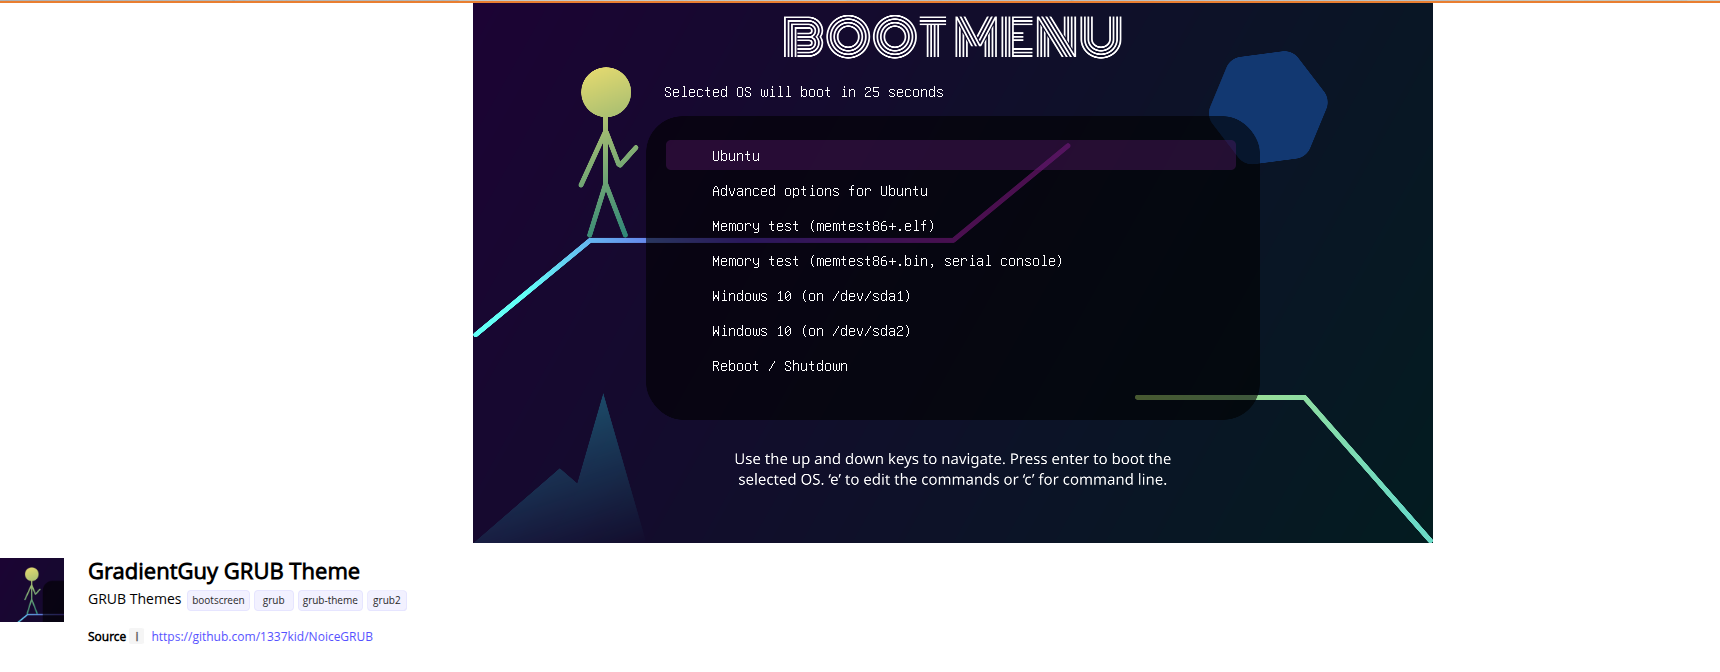 BOOT MENU
Selected OS will boot in 25 seconds
Ubuntu
Advanced options for Ubuntu
Memory test (memtest86+.elf)
Memory test (memtest86+.bin, serial console)
Windows 10 (on /dev/sda1)
Windows 10 (on /dev/sda2)
Reboot / Shutdown
Use the up and down keys to navigate. Press enter to boot the
selected OS. ‘e’ to edit the commands or ‘c’ for command line.
GradientGuy GRUB Theme
GRUB Themes bootscreen grub grub-theme grub2
Source | https://github.com/1337kid/NoiceGRUB